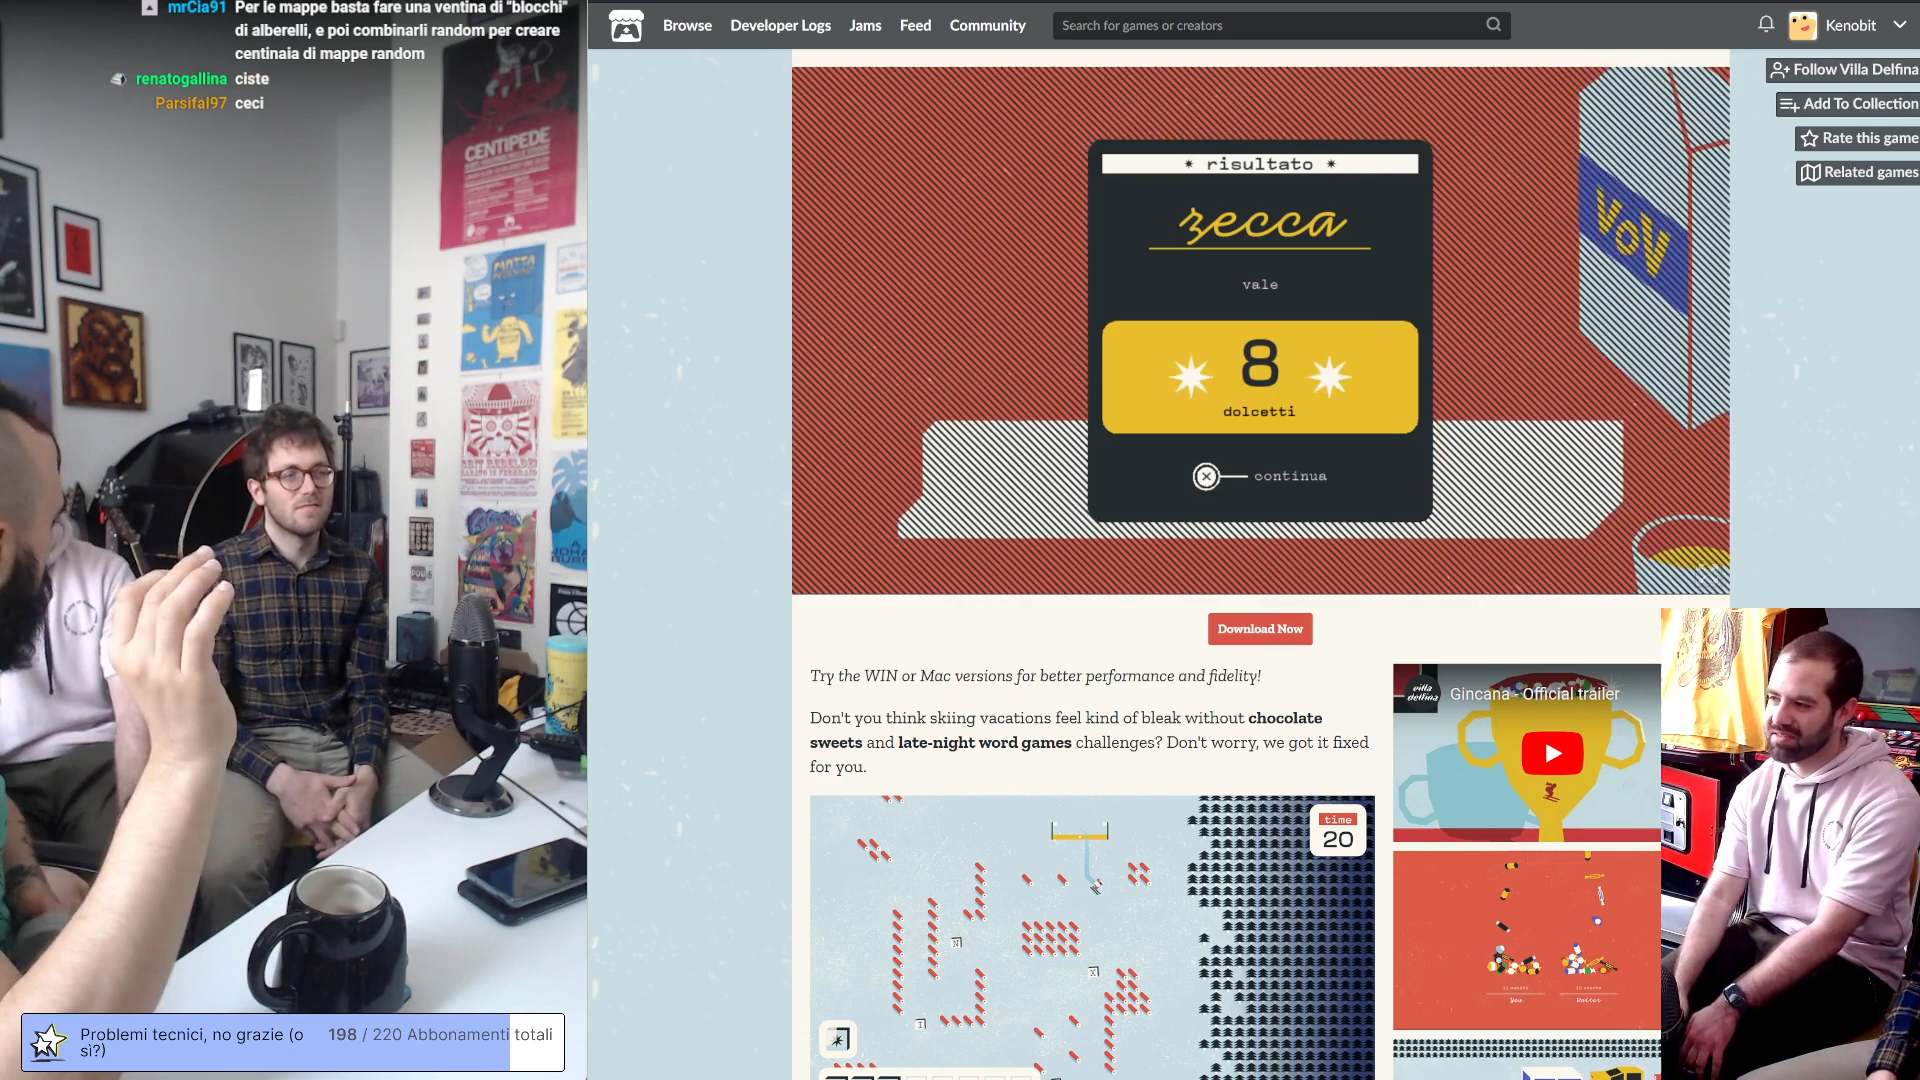 mrCia91 Per le mappe basta fare una ventina di "blocchi"
di alberelli, e poi combinarli random per creare
centinaia di mappe random
renatogallina ciste
Parsifal97 ceci
CENTIPEDE
Problemi tecnici, no grazie (o
sì?)
198 / 220 Abbonamenti totali
Browse Developer Logs Jams Feed Community
Search for games or creators
Kenobit
Follow Villa Delfina
Add To Collection
Rate this game
Related games
* risultato *
zecca
vale
8
dolcetti
continua
VOV
Download Now
Try the WIN or Mac versions for better performance and fidelity!
Don't you think skiing vacations feel kind of bleak without chocolate
sweets and late-night word games challenges? Don't worry, we got it fixed
for you.
time
20
N
X
I
villa
delfina
Gincana - Official trailer
You